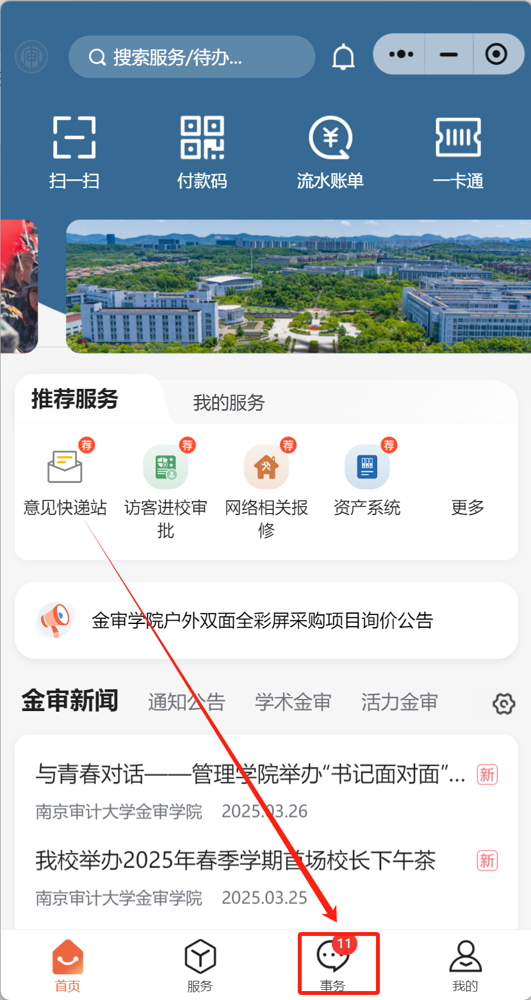 搜索服务/待办...
扫一扫
付款码
流水账单
一卡通
推荐服务
我的服务
荐
荐
荐
荐
意见快递站
访客进校审
批
网络相关报
修
资产系统
更多
金审学院户外双面全彩屏采购项目询价公告
金审新闻
通知公告
学术金审
活力金审
与青春对话——管理学院举办“书记面对面”...
新
南京审计大学金审学院 2025.03.26
我校举办2025年春季学期首场校长下午茶
新
南京审计大学金审学院 2025.03.25
11
首页
服务
事务
我的